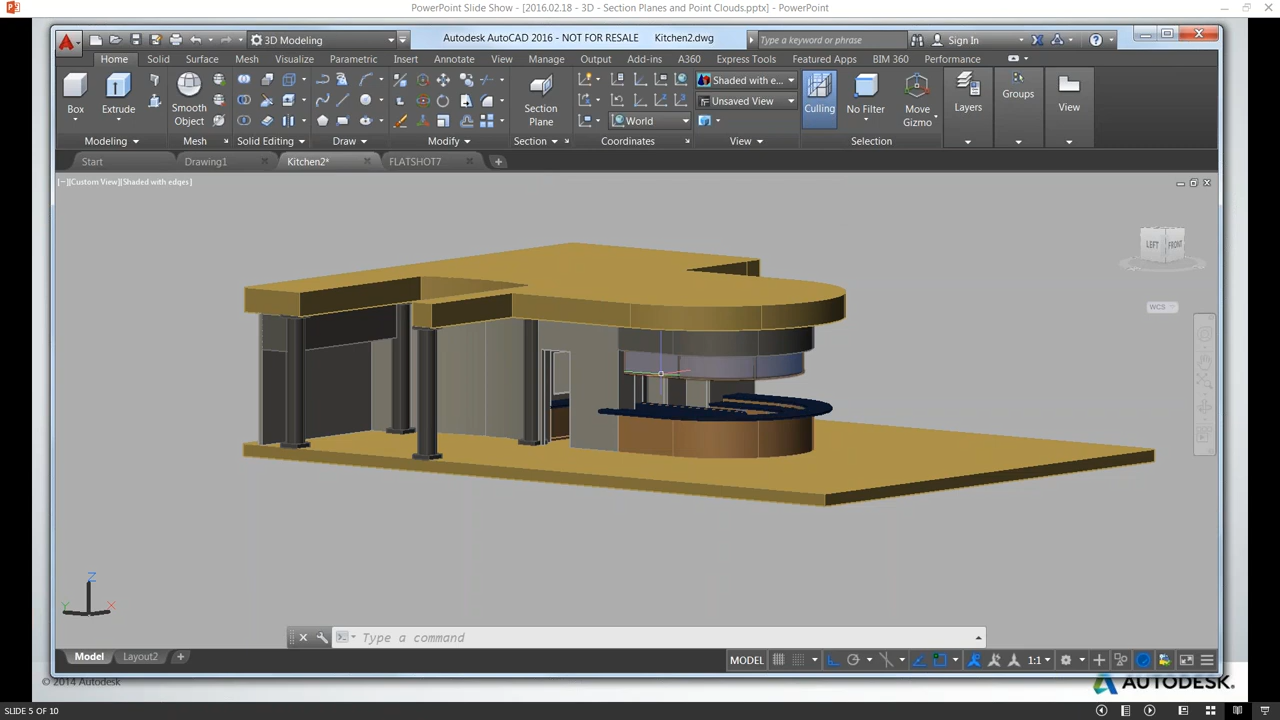 PowerPoint Slide Show - [2016.02.18 - 3D - Section Planes and Point Clouds.pptx] - PowerPoint
3D Modeling
Autodesk AutoCAD 2016 - NOT FOR RESALE Kitchen2.dwg
Type a keyword or phrase
Sign In
Home Solid Surface Mesh Visualize Parametric Insert Annotate View Manage Output Add-ins A360 Express Tools Featured Apps BIM 360 Performance
Box
Extrude
Smooth
Object
Section
Plane
World
Shaded with e...
Unsaved View
Culling
No Filter
Move
Gizmo
Layers
Groups
View
Modeling Mesh Solid Editing Draw Modify Section Coordinates View Selection
Start Drawing1 Kitchen2* FLATSHOT7
[−][Custom View][Shaded with edges]
LEFT FRONT
WCS
Z
Y X
Type a command
Model Layout2
MODEL 1:1
© 2014 Autodesk
AUTODESK.
SLIDE 5 OF 10